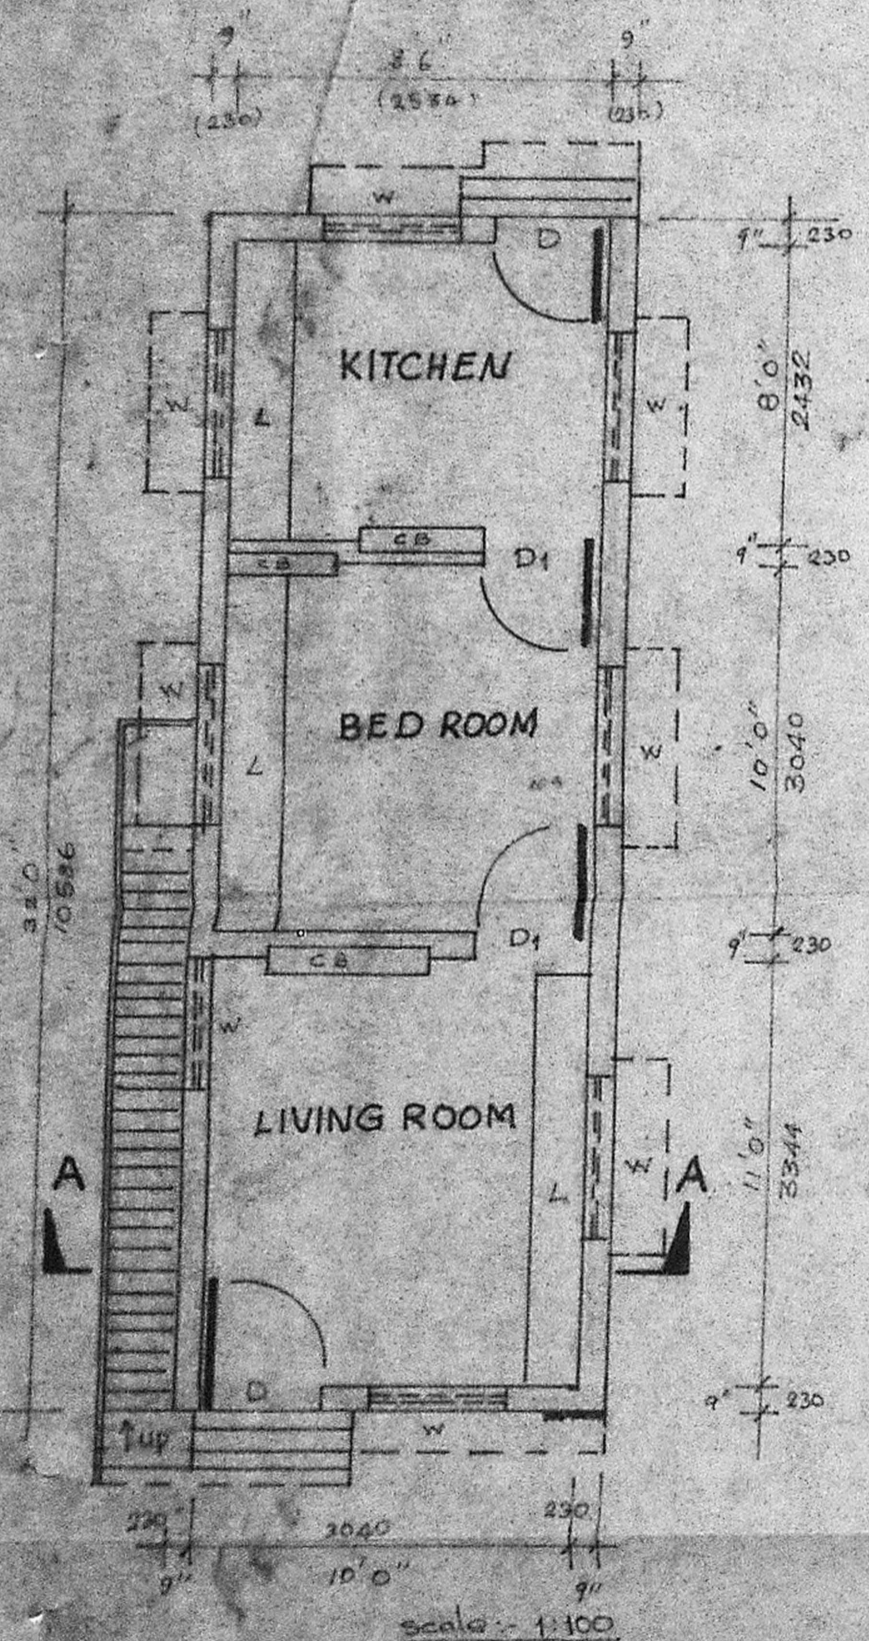 9" 8'6" 9"
(230) (2584) (230)
W
D
9" 230
KITCHEN
8'0"
2432
W
L
W
CB
CB
D1
9" 230
W
BED ROOM
L
W
10'0"
3040
32'0"
10586
CB
D1
9" 230
W
LIVING ROOM
L
W
11'0"
3344
A
A
D
9" 230
↑ up
W
230 3040 230
9" 10'0" 9"
scale:- 1:100